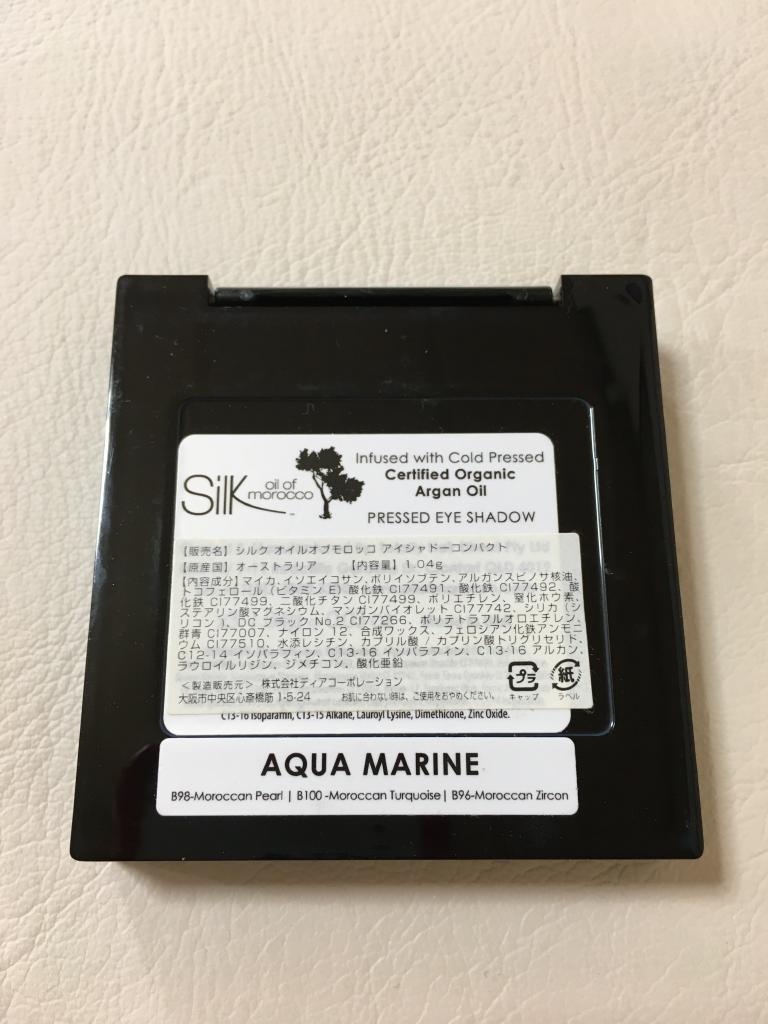 Silk oil of morocco
Infused with Cold Pressed
Certified Organic
Argan Oil
PRESSED EYE SHADOW
【販売名】シルク オイルオブモロッコ アイシャドーコンパクト
【原産国】オーストラリア 【内容量】1.04g
【内容成分】マイカ, イソエイコサン, ポリイソブテン, アルガンスピノサ核油,
トコフェロール(ビタミン E) 酸化鉄 CI77491, 酸化鉄 CI77492, 酸
化鉄 CI77499, 二酸化チタン CI77499, ポリエチレン, 窒化ホウ素,
ステアリン酸マグネシウム, マンガンバイオレット CI77742, シリカ(シ
リコン), DC ブラック No.2 CI77266, ポリテトラフルオロエチレン,
群青 CI77007, ナイロン 12, 合成ワックス, フェロシアン化鉄アンモニ
ウム CI77510, 水添レシチン, カプリル酸 / カプリン酸トリグリセリト,
C12-14 イソパラフィン, C13-16 イソパラフィン, C13-16 アルカン,
ラウロイルリジン, ジメチコン, 酸化亜鉛
<製造販売元> 株式会社ディアコーポレーション
大阪市中央区心斎橋筋 1-5-24 お肌に合わない時は、ご使用をおやめください。
プラ 紙
キャップ ラベル
C13-16 Isoparamin, C13-15 Alkane, Lauroyl Lysine, Dimethicone, Zinc Oxide.
AQUA MARINE
B98-Moroccan Pearl | B100 -Moroccan Turquoise | B96-Moroccan Zircon